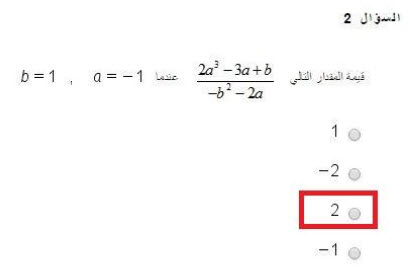 السؤال 2
قيمة المقدار التالي (2a³ − 3a + b) / (−b² − 2a) عندما a = −1 , b = 1
1
−2
2
−1